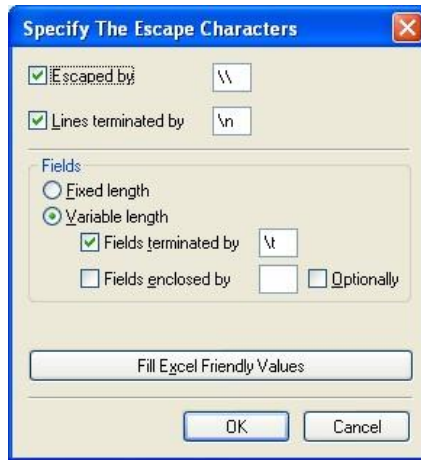 Specify The Escape Characters
Escaped by \\
Lines terminated by \n
Fields
Fixed length
Variable length
Fields terminated by \t
Fields enclosed by Optionally
Fill Excel Friendly Values
OK Cancel